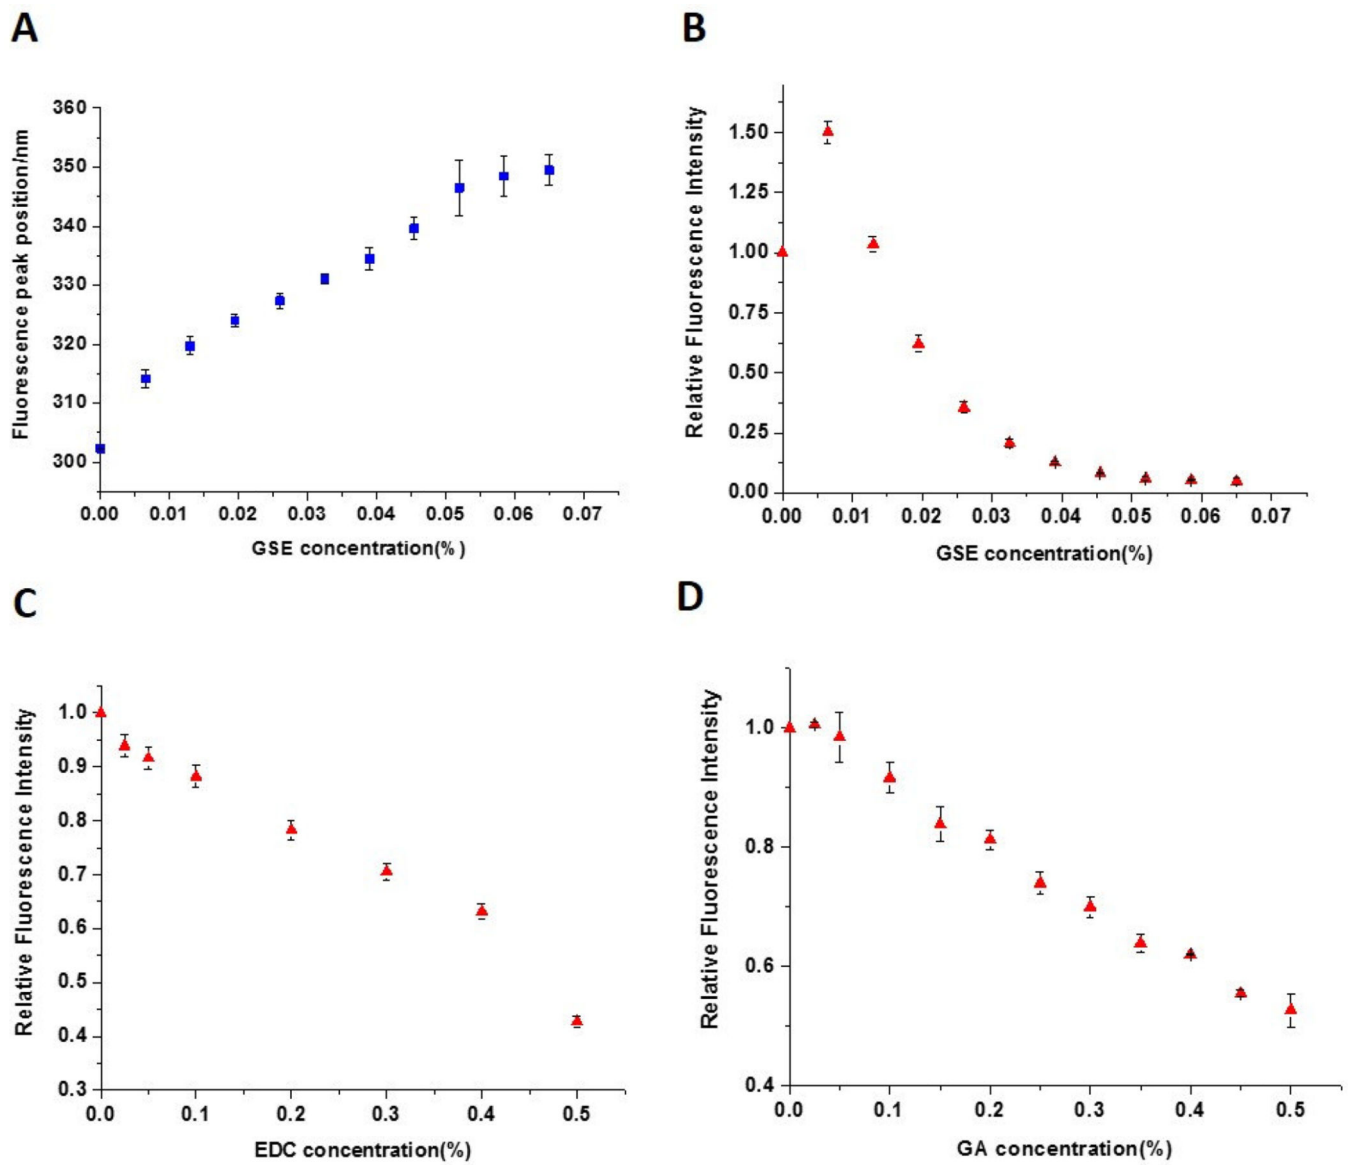 A
360
350
340
330
320
310
300
0.00 0.01 0.02 0.03 0.04 0.05 0.06 0.07
Fluorescence peak position/nm
GSE concentration(%)
B
1.50
1.25
1.00
0.75
0.50
0.25
0.00
0.00 0.01 0.02 0.03 0.04 0.05 0.06 0.07
Relative Fluorescence Intensity
GSE concentration(%)
C
1.0
0.9
0.8
0.7
0.6
0.5
0.4
0.3
0.0 0.1 0.2 0.3 0.4 0.5
Relative Fluorescence Intensity
EDC concentration(%)
D
1.0
0.8
0.6
0.4
0.0 0.1 0.2 0.3 0.4 0.5
Relative Fluorescence Intensity
GA concentration(%)